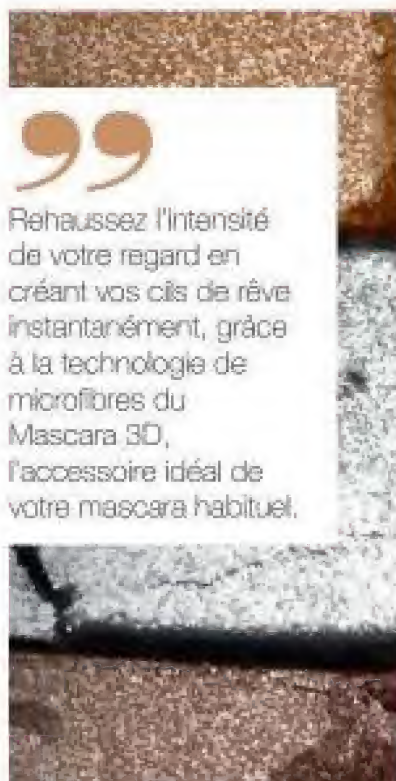 ”
Rehaussez l'intensité
de votre regard en
créant vos cils de rêve
instantanément, grâce
à la technologie de
microfibres du
Mascara 3D,
l'accessoire idéal de
votre mascara habituel.